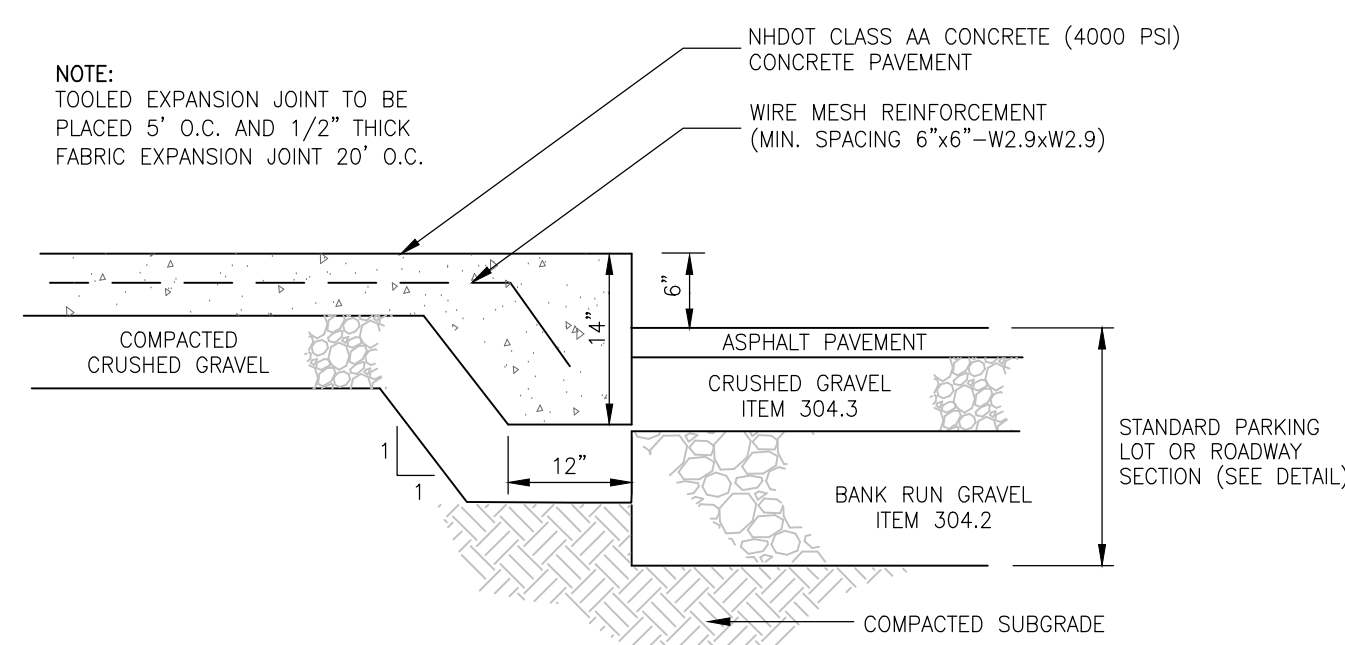 NOTE:
TOOLED EXPANSION JOINT TO BE
PLACED 5' O.C. AND 1/2" THICK
FABRIC EXPANSION JOINT 20' O.C.
NHDOT CLASS AA CONCRETE (4000 PSI)
CONCRETE PAVEMENT
WIRE MESH REINFORCEMENT
(MIN. SPACING 6"x6"-W2.9xW2.9)
6"
14"
COMPACTED
CRUSHED GRAVEL
ASPHALT PAVEMENT
CRUSHED GRAVEL
ITEM 304.3
1
1
12"
BANK RUN GRAVEL
ITEM 304.2
STANDARD PARKING
LOT OR ROADWAY
SECTION (SEE DETAIL)
COMPACTED SUBGRADE